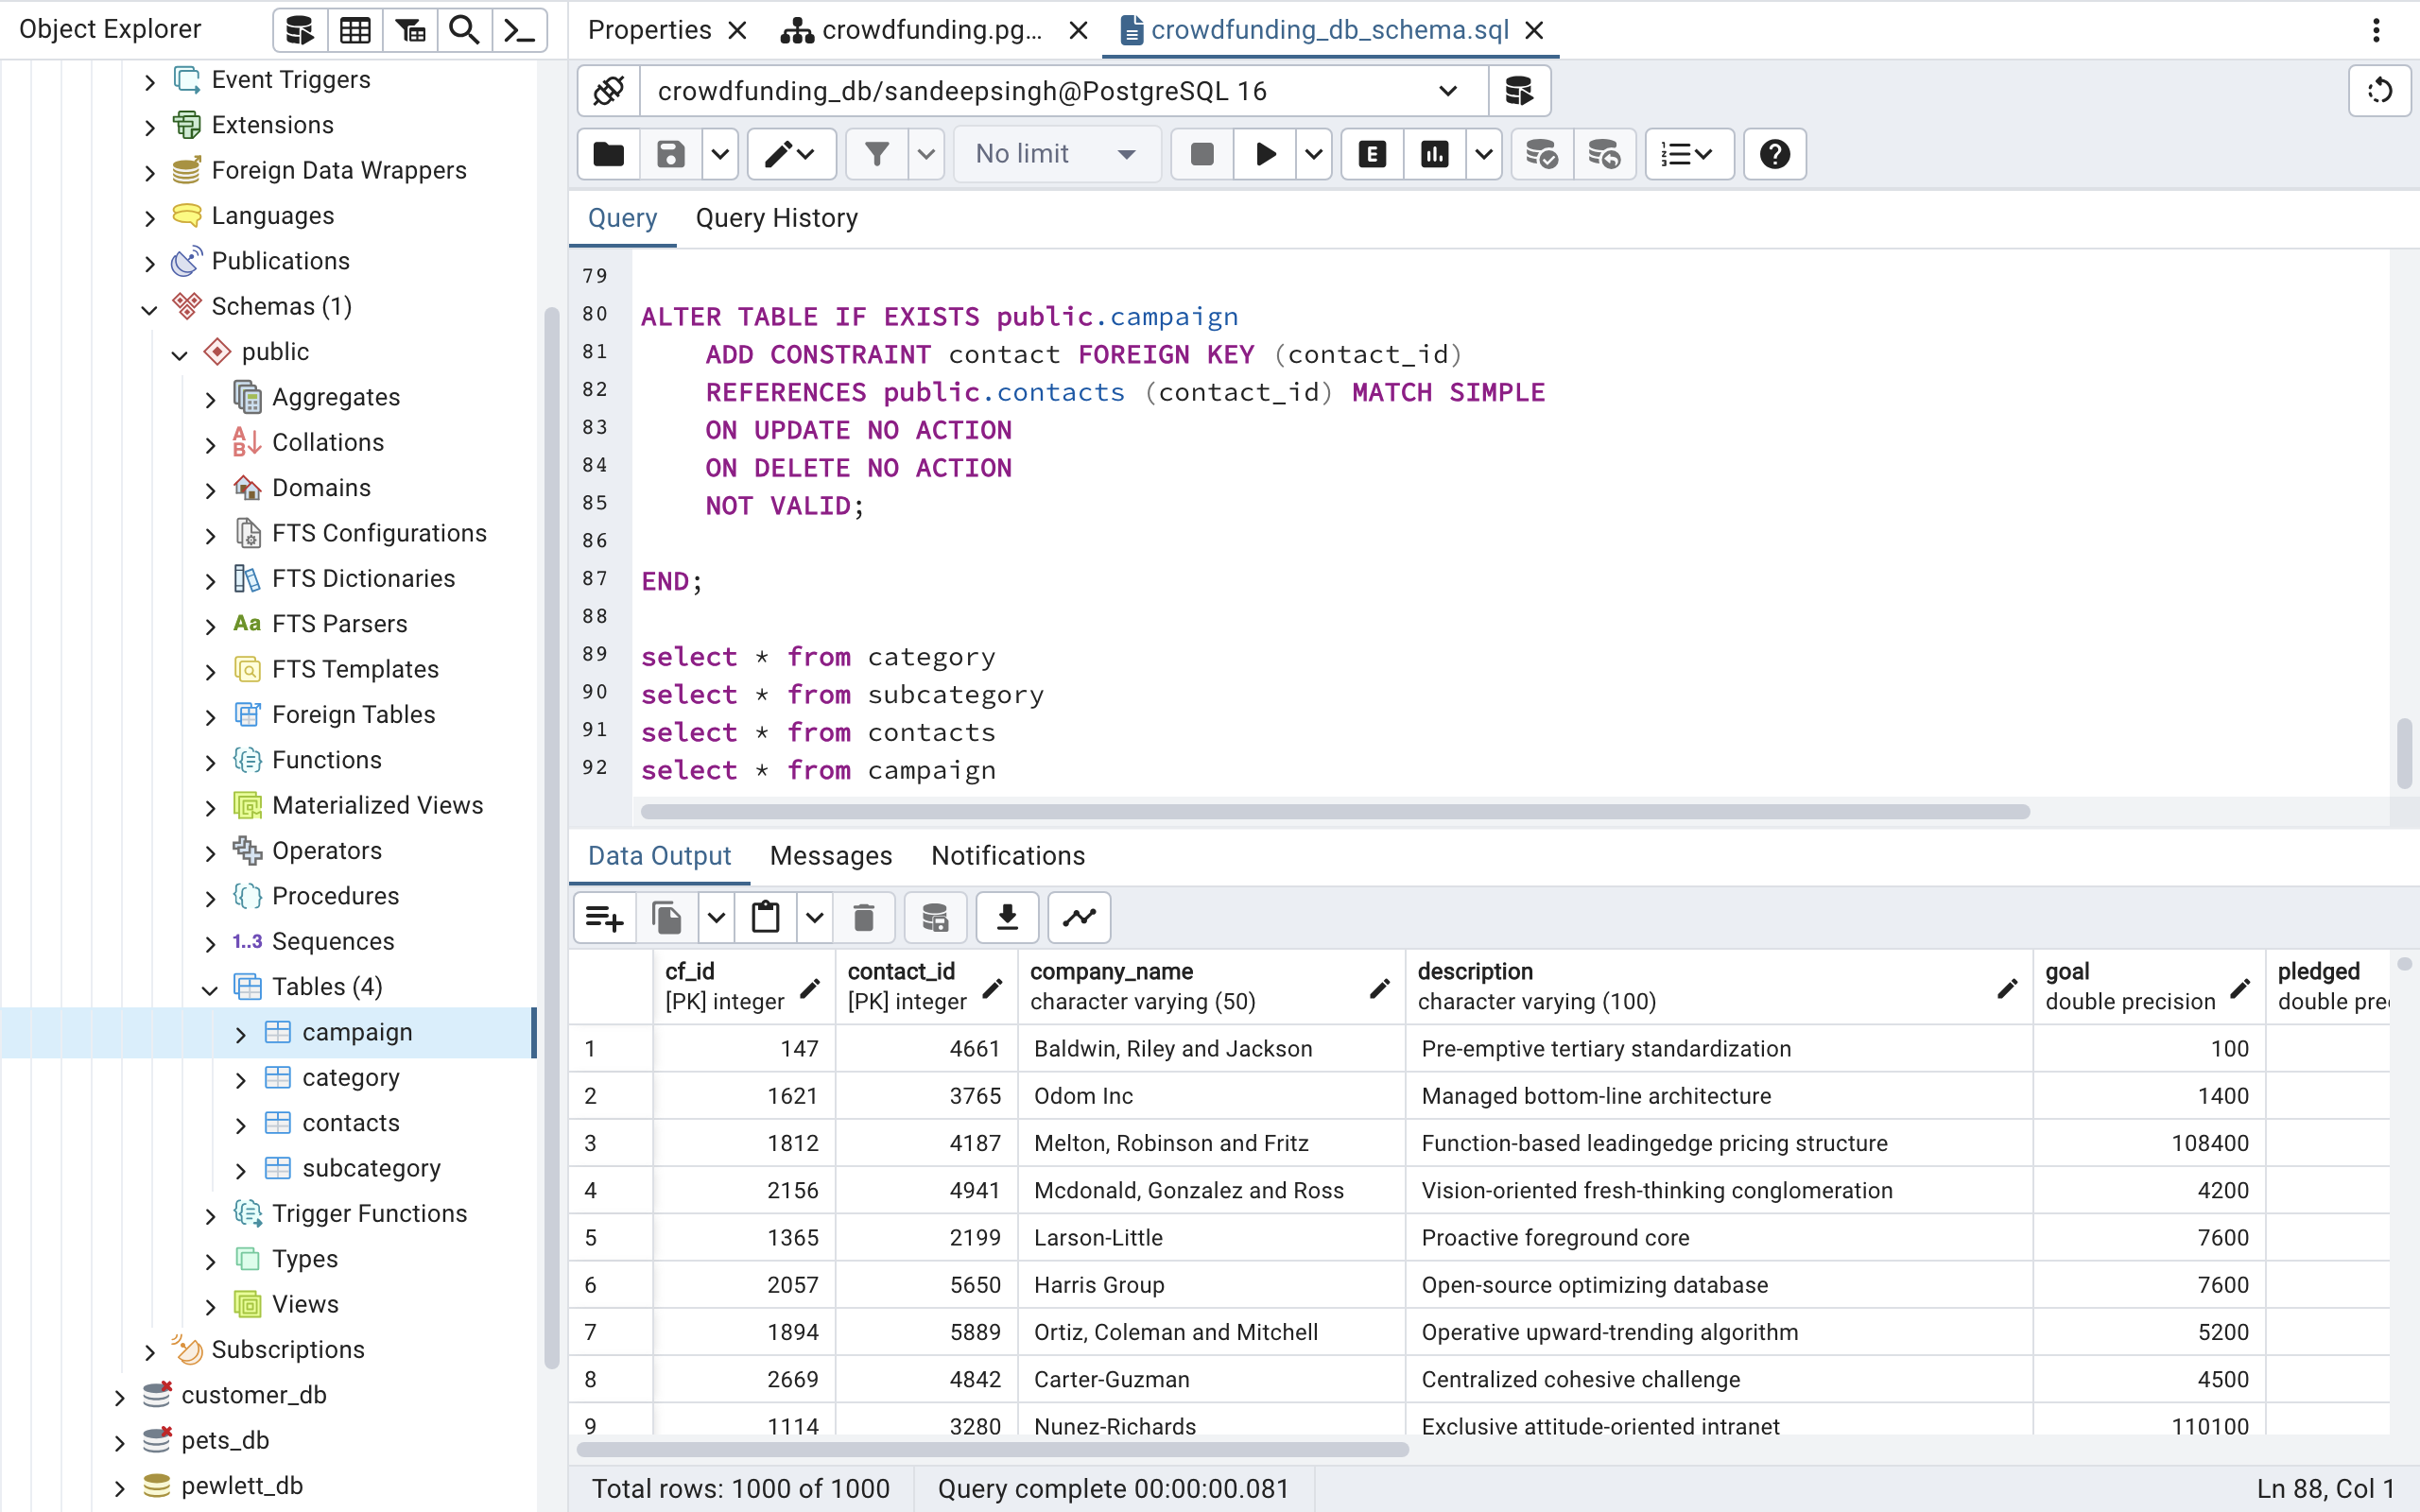 Object Explorer
Event Triggers
Extensions
Foreign Data Wrappers
Languages
Publications
Schemas (1)
public
Aggregates
Collations
Domains
FTS Configurations
FTS Dictionaries
Aa FTS Parsers
FTS Templates
Foreign Tables
Functions
Materialized Views
Operators
Procedures
1..3 Sequences
Tables (4)
campaign
category
contacts
subcategory
Trigger Functions
Types
Views
Subscriptions
customer_db
pets_db
pewlett_db
Properties crowdfunding.pg... crowdfunding_db_schema.sql
crowdfunding_db/sandeepsingh@PostgreSQL 16
No limit E
Query Query History
79
80 ALTER TABLE IF EXISTS public.campaign
81 ADD CONSTRAINT contact FOREIGN KEY (contact_id)
82 REFERENCES public.contacts (contact_id) MATCH SIMPLE
83 ON UPDATE NO ACTION
84 ON DELETE NO ACTION
85 NOT VALID;
86
87 END;
88
89 select * from category
90 select * from subcategory
91 select * from contacts
92 select * from campaign
Data Output Messages Notifications
cf_id contact_id company_name description goal pledged
[PK] integer [PK] integer character varying (50) character varying (100) double precision double pre
1 147 4661 Baldwin, Riley and Jackson Pre-emptive tertiary standardization 100
2 1621 3765 Odom Inc Managed bottom-line architecture 1400
3 1812 4187 Melton, Robinson and Fritz Function-based leadingedge pricing structure 108400
4 2156 4941 Mcdonald, Gonzalez and Ross Vision-oriented fresh-thinking conglomeration 4200
5 1365 2199 Larson-Little Proactive foreground core 7600
6 2057 5650 Harris Group Open-source optimizing database 7600
7 1894 5889 Ortiz, Coleman and Mitchell Operative upward-trending algorithm 5200
8 2669 4842 Carter-Guzman Centralized cohesive challenge 4500
9 1114 3280 Nunez-Richards Exclusive attitude-oriented intranet 110100
Total rows: 1000 of 1000 Query complete 00:00:00.081 Ln 88, Col 1